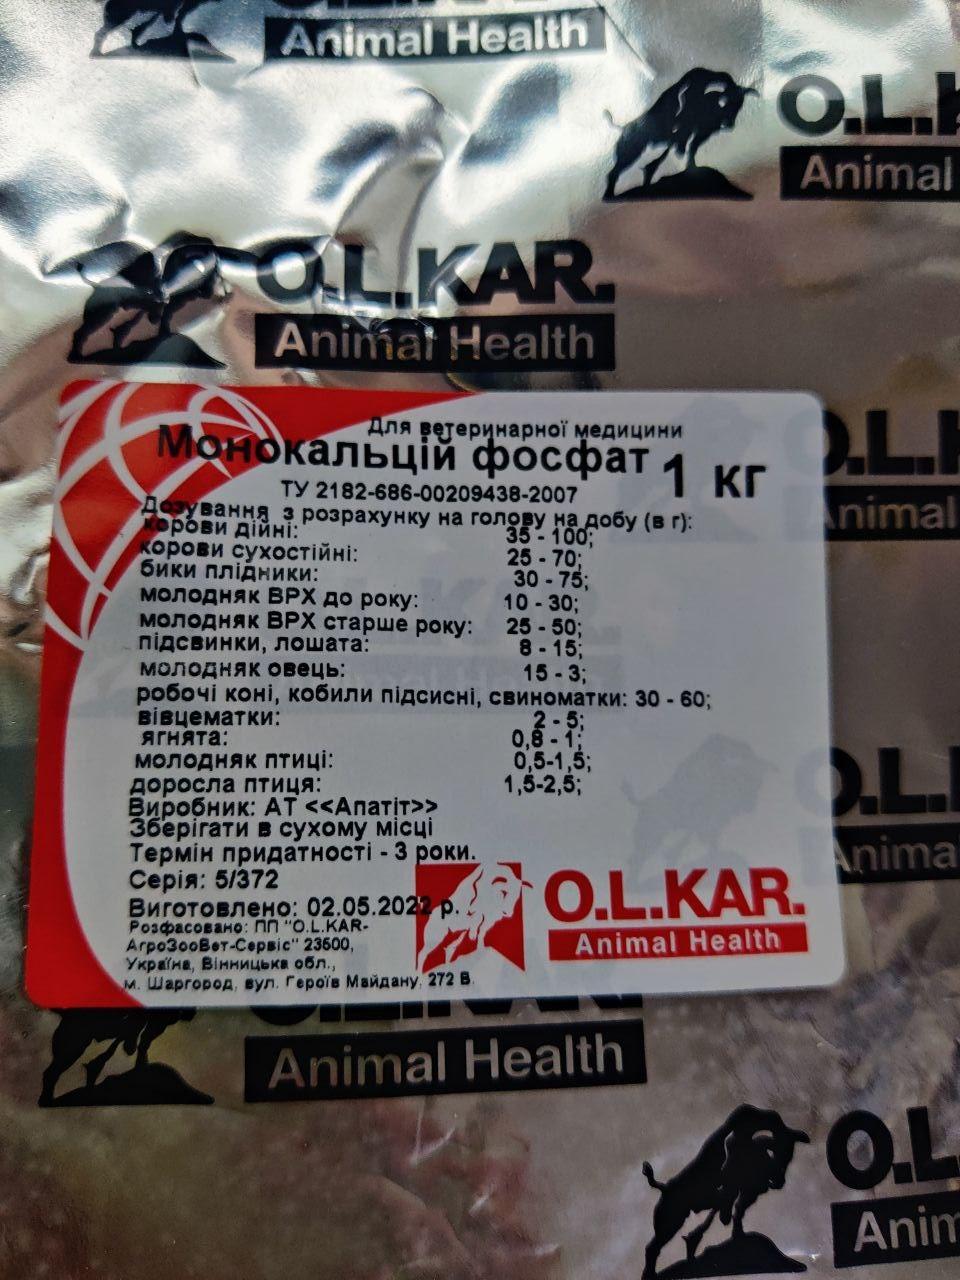 Animal Health
O.L.K
Animal
O.L.KAR.
Animal Health
Для ветеринарної медицини
Монокальцій фосфат 1 кг
ТУ 2182-686-00209438-2007
Дозування з розрахунку на голову на добу (в г):
корови дійні: 35 - 100;
корови сухостійні: 25 - 70;
бики плідники: 30 - 75;
молодняк ВРХ до року: 10 - 30;
молодняк ВРХ старше року: 25 - 50;
підсвинки, лошата: 8 - 15;
молодняк овець: 15 - 3;
робочі коні, кобили підсисні, свиноматки: 30 - 60;
вівцематки: 2 - 5;
ягнята: 0,8 - 1;
молодняк птиці: 0,5-1,5;
доросла птиця: 1,5-2,5;
Виробник: АТ <<Апатіт>>
Зберігати в сухому місці
Термін придатності - 3 роки.
Серія: 5/372
Виготовлено: 02.05.2022 р.
Розфасовано: ПП "O.L.KAR-
АгроЗооВет-Сервіс" 23500,
Україна, Вінницька обл.,
м. Шаргород, вул. Героїв Майдану, 272 В.
O.L.KAR.
Animal Health
O.L.K
Animal
O.L.
Anima
Animal Health
O.L
Anim